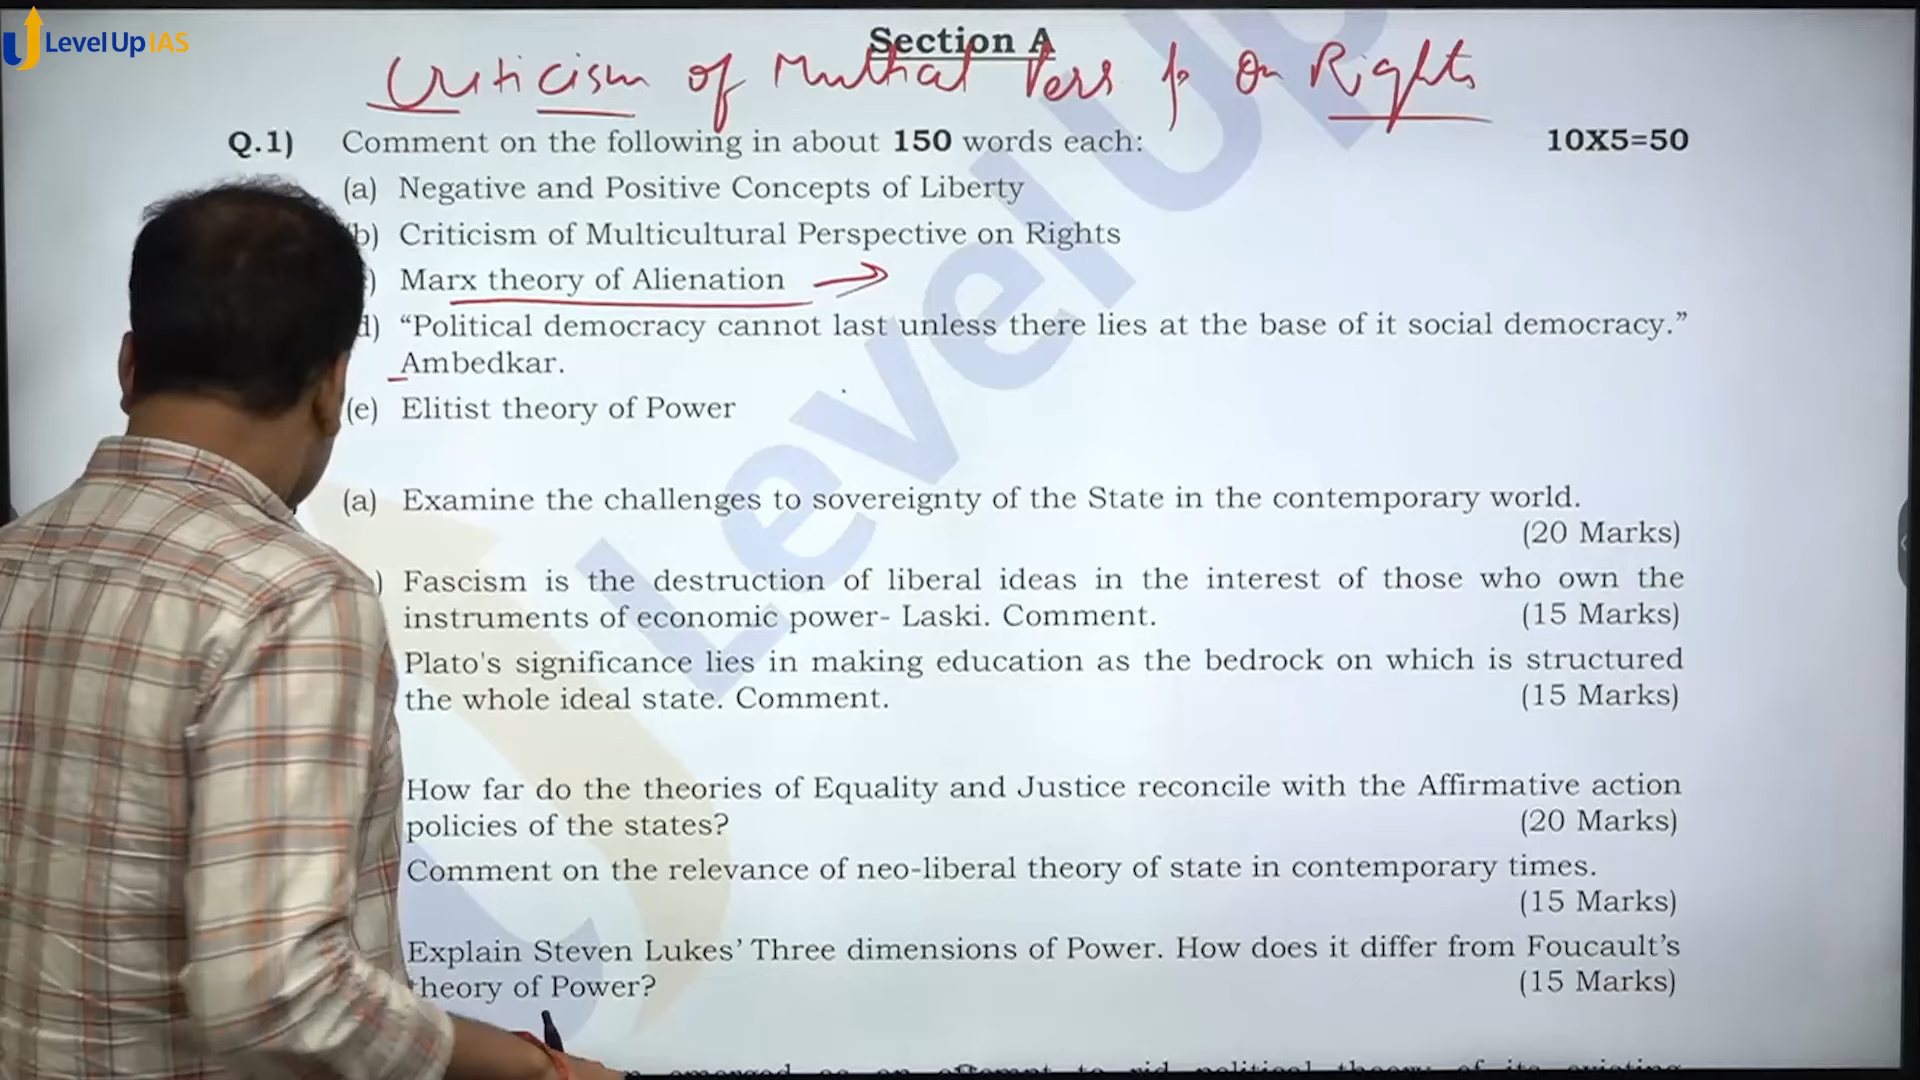 Level Up IAS
Section A
Criticism of Multical Pers p on Rights
Q.1) Comment on the following in about 150 words each: 10X5=50
(a) Negative and Positive Concepts of Liberty
b) Criticism of Multicultural Perspective on Rights
) Marx theory of Alienation
d) “Political democracy cannot last unless there lies at the base of it social democracy.”
Ambedkar.
(e) Elitist theory of Power
(a) Examine the challenges to sovereignty of the State in the contemporary world.
(20 Marks)
) Fascism is the destruction of liberal ideas in the interest of those who own the
instruments of economic power- Laski. Comment. (15 Marks)
Plato's significance lies in making education as the bedrock on which is structured
the whole ideal state. Comment. (15 Marks)
How far do the theories of Equality and Justice reconcile with the Affirmative action
policies of the states? (20 Marks)
Comment on the relevance of neo-liberal theory of state in contemporary times.
(15 Marks)
Explain Steven Lukes’ Three dimensions of Power. How does it differ from Foucault’s
theory of Power? (15 Marks)
Level Up